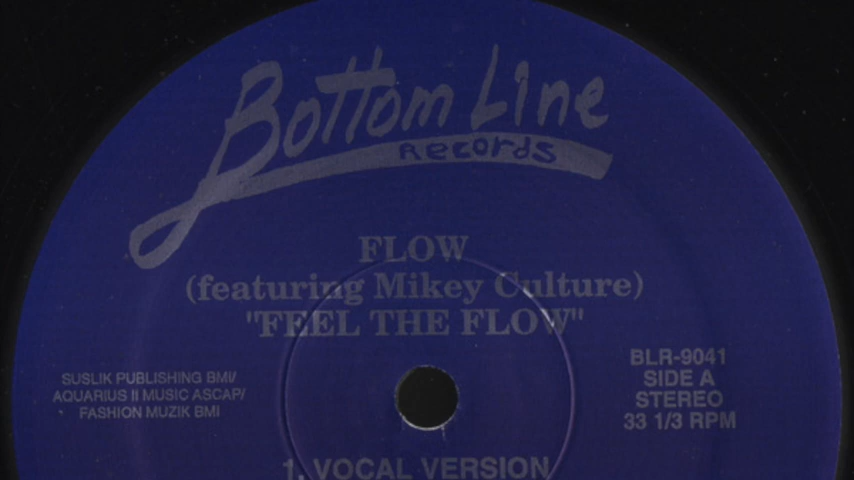 Bottom Line
Records
FLOW
(featuring Mikey Culture)
"FEEL THE FLOW"
SUSLIK PUBLISHING BMI/
AQUARIUS II MUSIC ASCAP/
FASHION MUZIK BMI
BLR-9041
SIDE A
STEREO
33 1/3 RPM
1. VOCAL VERSION